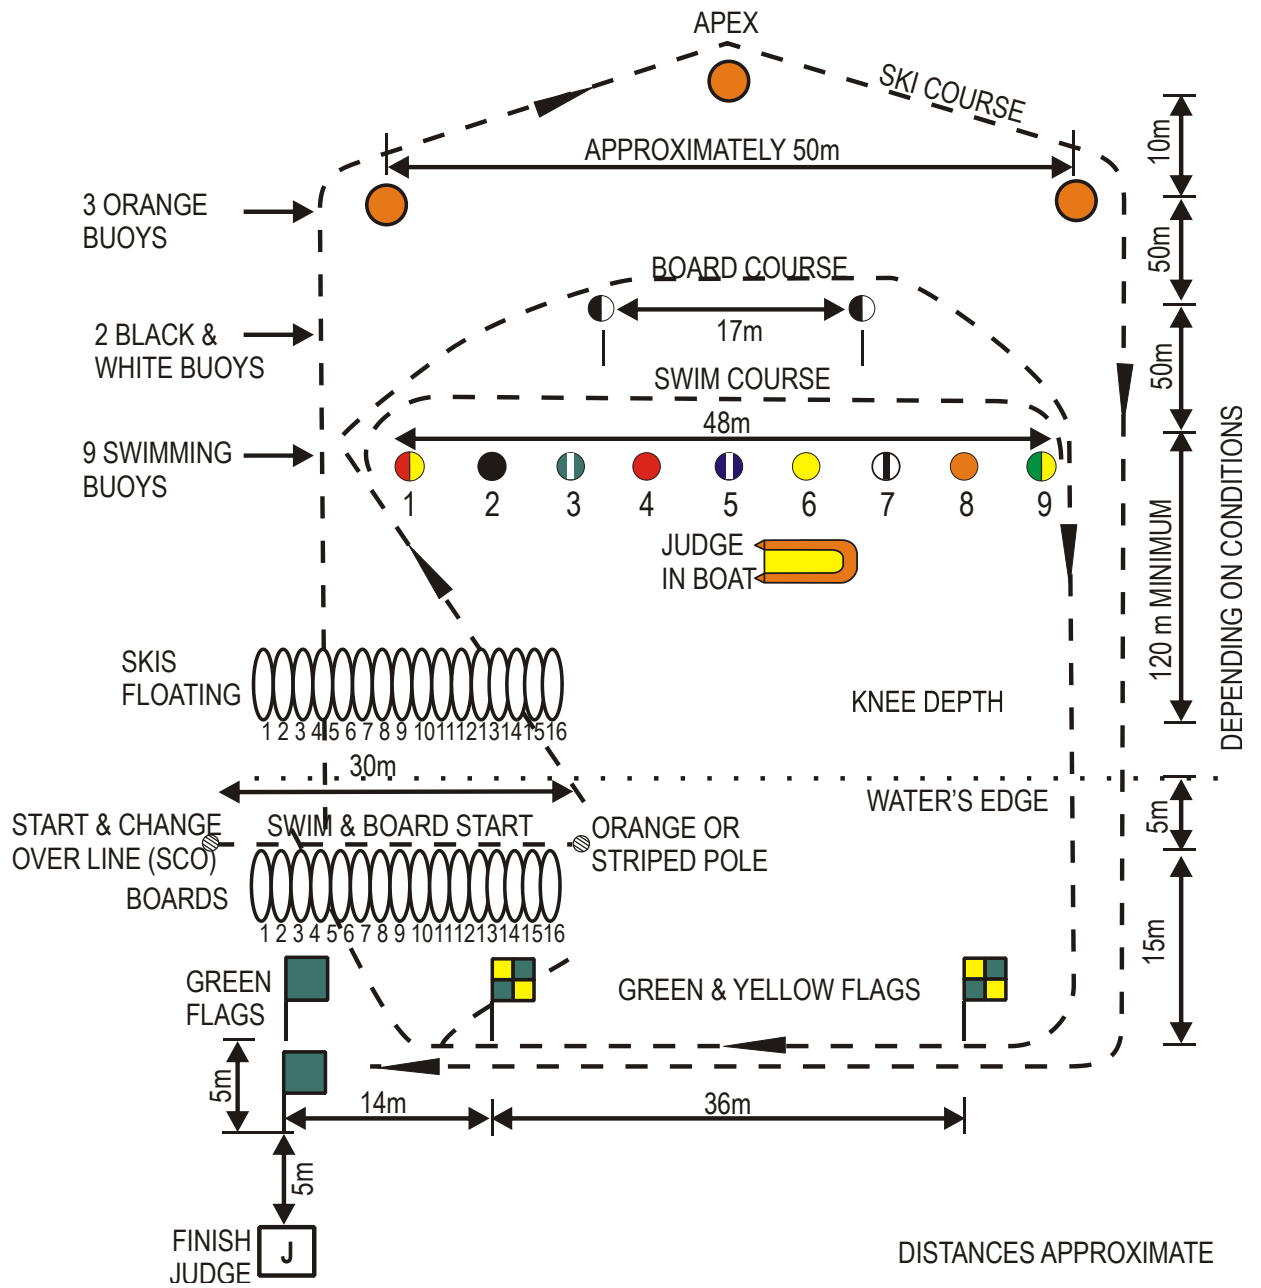 APEX
SKI COURSE
10m
APPROXIMATELY 50m
3 ORANGE
BUOYS
50m
BOARD COURSE
2 BLACK &
WHITE BUOYS
17m
50m
SWIM COURSE
48m
9 SWIMMING
BUOYS
1 2 3 4 5 6 7 8 9
JUDGE
IN BOAT
120 m MINIMUM
DEPENDING ON CONDITIONS
SKIS
FLOATING
KNEE DEPTH
1 2 3 4 5 6 7 8 9 10 11 12 13 14 15 16
30m
WATER'S EDGE
START & CHANGE
OVER LINE (SCO)
SWIM & BOARD START
ORANGE OR
STRIPED POLE
5m
BOARDS
1 2 3 4 5 6 7 8 9 10 11 12 13 14 15 16
15m
GREEN
FLAGS
GREEN & YELLOW FLAGS
5m
14m
36m
5m
FINISH
JUDGE
J
DISTANCES APPROXIMATE